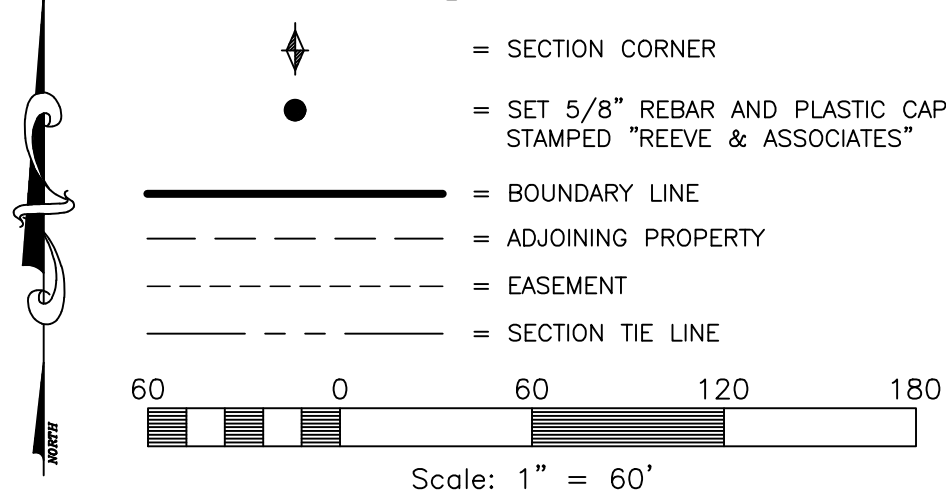 = SECTION CORNER
= SET 5/8" REBAR AND PLASTIC CAP
STAMPED "REEVE & ASSOCIATES"
= BOUNDARY LINE
= ADJOINING PROPERTY
= EASEMENT
= SECTION TIE LINE
60 0 60 120 180
NORTH
Scale: 1" = 60'